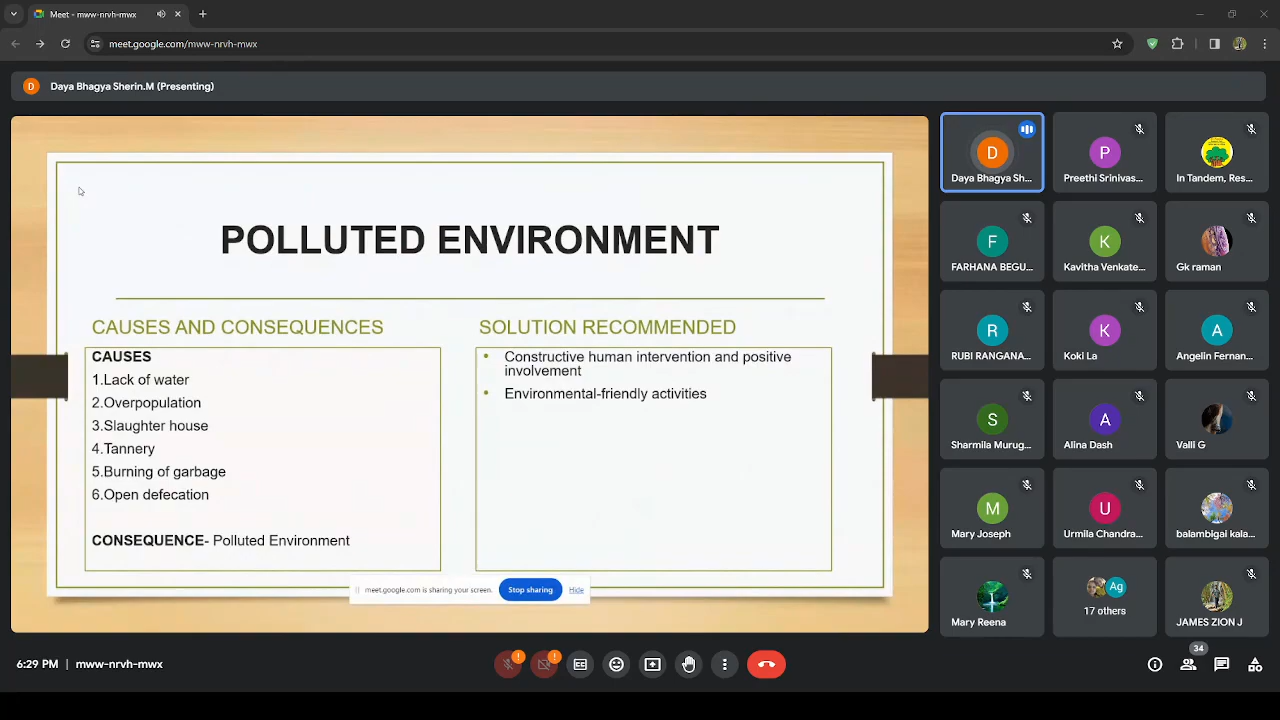 Meet - mww-nrvh-mwx
meet.google.com/mww-nrvh-mwx
D
Daya Bhagya Sherin.M (Presenting)
POLLUTED ENVIRONMENT
CAUSES AND CONSEQUENCES
CAUSES
1.Lack of water
2.Overpopulation
3.Slaughter house
4.Tannery
5.Burning of garbage
6.Open defecation
CONSEQUENCE- Polluted Environment
SOLUTION RECOMMENDED
• Constructive human intervention and positive
involvement
• Environmental-friendly activities
meet.google.com is sharing your screen.
Stop sharing
Hide
D
Daya Bhagya Sh...
P
Preethi Srinivas...
In Tandem, Res...
F
FARHANA BEGU...
K
Kavitha Venkate...
Gk raman
R
RUBI RANGANA...
K
Koki La
A
Angelin Fernan...
S
Sharmila Murug...
A
Alina Dash
Valli G
M
Mary Joseph
U
Urmila Chandra...
balambigai kala...
Mary Reena
Ag
17 others
JAMES ZION J
6:29 PM | mww-nrvh-mwx
34